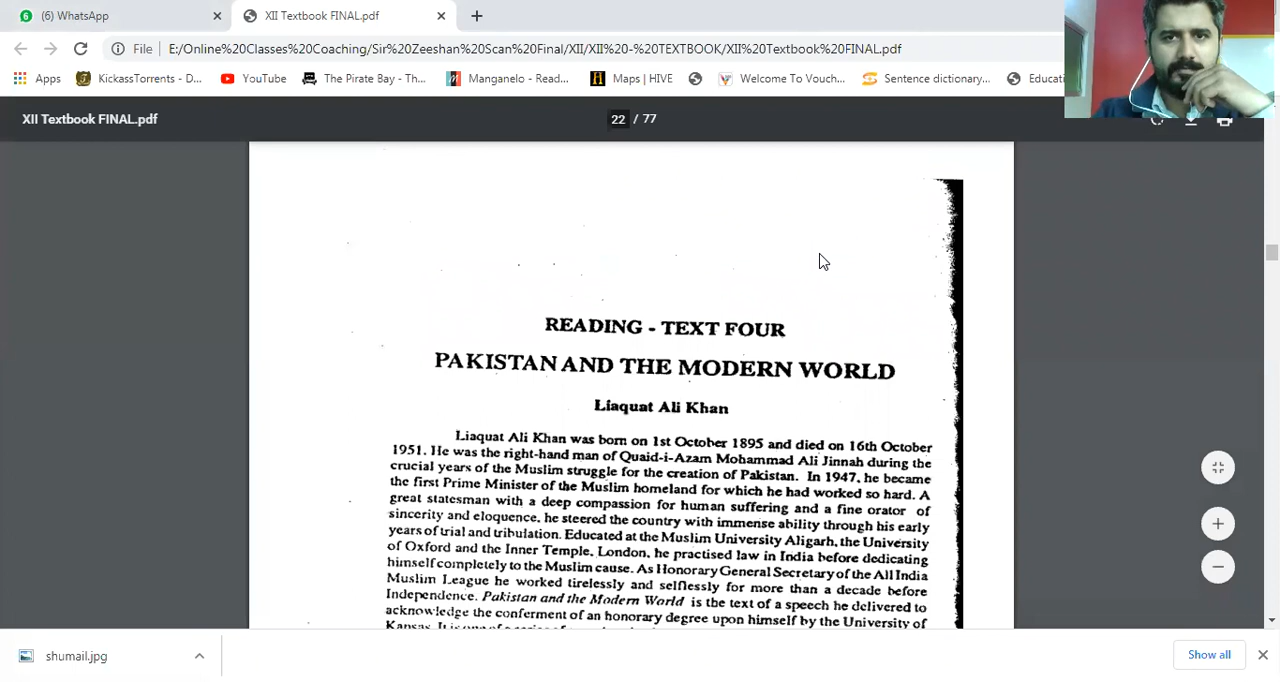 (6) WhatsApp
XII Textbook FINAL.pdf
File | E:/Online%20Classes%20Coaching/Sir%20Zeeshan%20Scan%20Final/XII/XII%20-%20TEXTBOOK/XII%20Textbook%20FINAL.pdf
Apps KickassTorrents - D... YouTube The Pirate Bay - Th... Manganelo - Read... Maps | HIVE Welcome To Vouch... Sentence dictionary... Educati
XII Textbook FINAL.pdf 22 / 77
READING - TEXT FOUR
PAKISTAN AND THE MODERN WORLD
Liaquat Ali Khan
Liaquat Ali Khan was born on 1st October 1895 and died on 16th October
1951. He was the right-hand man of Quaid-i-Azam Mohammad Ali Jinnah during the
crucial years of the Muslim struggle for the creation of Pakistan. In 1947, he became
the first Prime Minister of the Muslim homeland for which he had worked so hard. A
great statesman with a deep compassion for human suffering and a fine orator of
sincerity and eloquence, he steered the country with immense ability through his early
years of trial and tribulation. Educated at the Muslim University Aligarh, the University
of Oxford and the Inner Temple, London, he practised law in India before dedicating
himself completely to the Muslim cause. As Honorary General Secretary of the All India
Muslim League he worked tirelessly and selflessly for more than a decade before
Independence. Pakistan and the Modern World is the text of a speech he delivered to
acknowledge the conferment of an honorary degree upon himself by the University of
Kansas. It is one of a
shumail.jpg
Show all